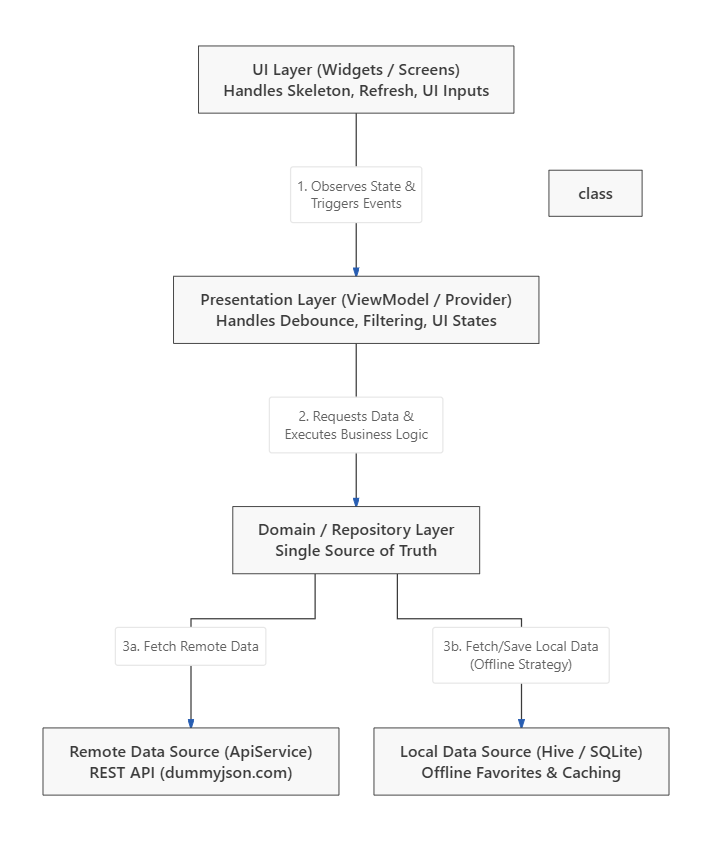 UI Layer (Widgets / Screens)
Handles Skeleton, Refresh, UI Inputs
1. Observes State &
Triggers Events
class
Presentation Layer (ViewModel / Provider)
Handles Debounce, Filtering, UI States
2. Requests Data &
Executes Business Logic
Domain / Repository Layer
Single Source of Truth
3a. Fetch Remote Data
3b. Fetch/Save Local Data
(Offline Strategy)
Remote Data Source (ApiService)
REST API (dummyjson.com)
Local Data Source (Hive / SQLite)
Offline Favorites & Caching